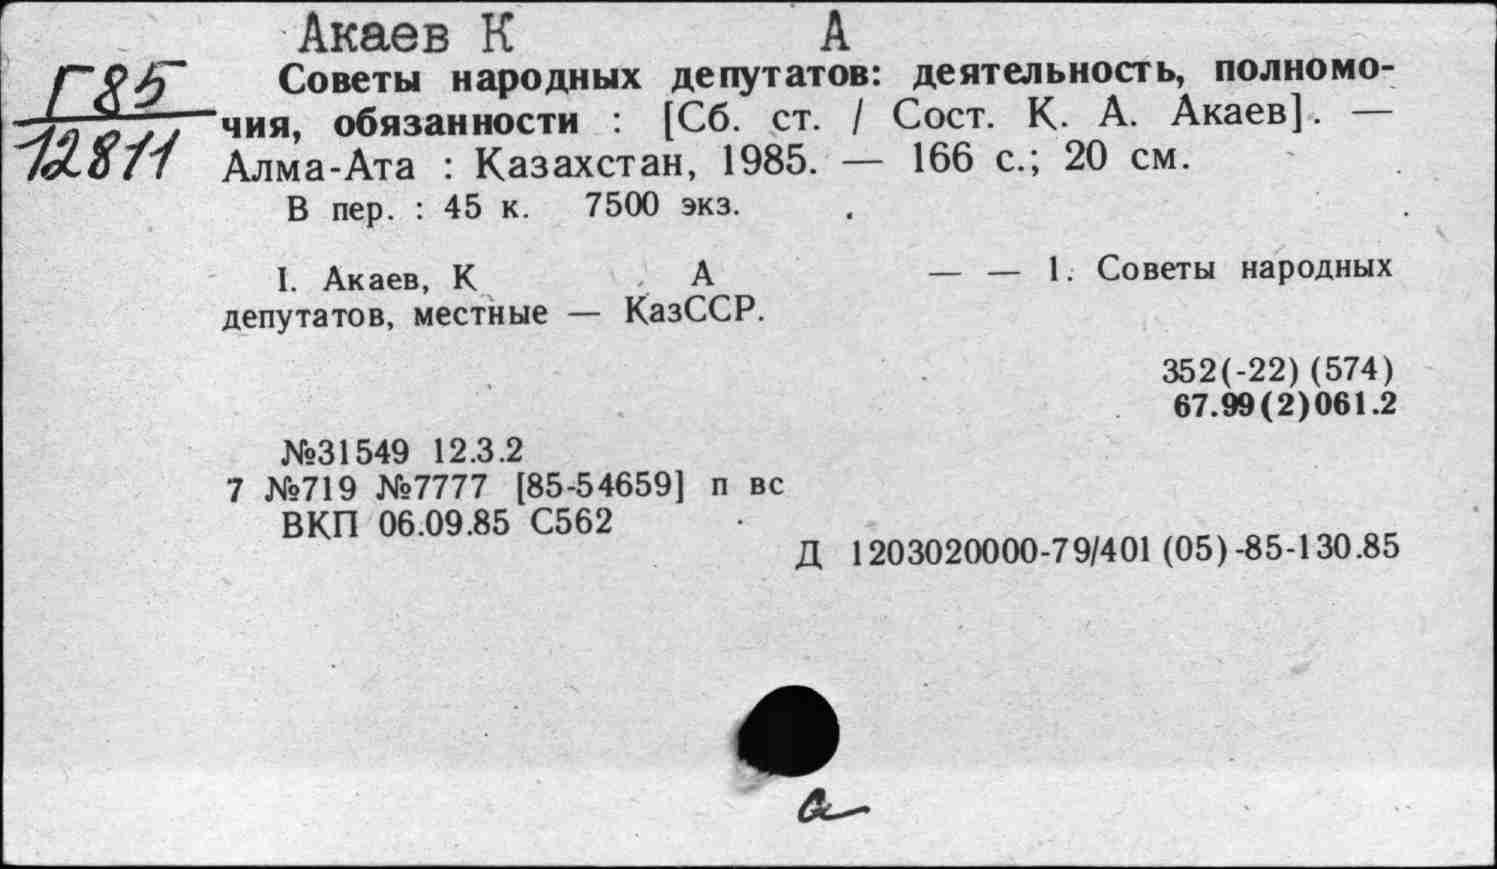 Акаев К А
Г85
12811
Советы народных депутатов: деятельность, полномо-
чия, обязанности : [Сб. ст. / Сост. К. А. Акаев]. —
Алма-Ата : Казахстан, 1985. — 166 с.; 20 см.
В пер. : 45 к. 7500 экз.
I. Акаев, К А — — 1. Советы народных
депутатов, местные — КазССР.
352(-22) (574)
67.99(2)061.2
№31549 12.3.2
7 №719 №7777 [85-54659] п вс
ВКП 06.09.85 С562
Д 1203020000-79/401 (05)-85-130.85
а